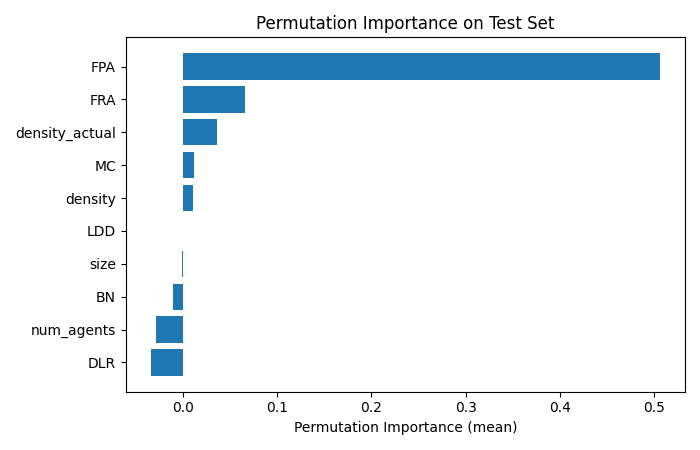 Permutation Importance on Test Set
FPA
FRA
density_actual
MC
density
LDD
size
BN
num_agents
DLR
0.0 0.1 0.2 0.3 0.4 0.5
Permutation Importance (mean)